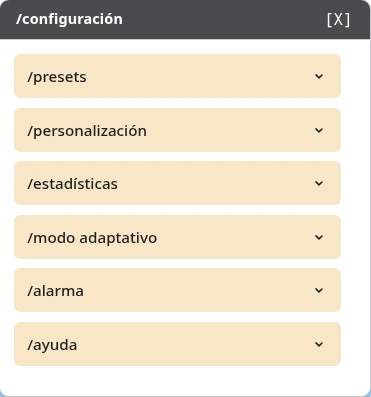 /configuración [X]
/presets
/personalización
/estadísticas
/modo adaptativo
/alarma
/ayuda